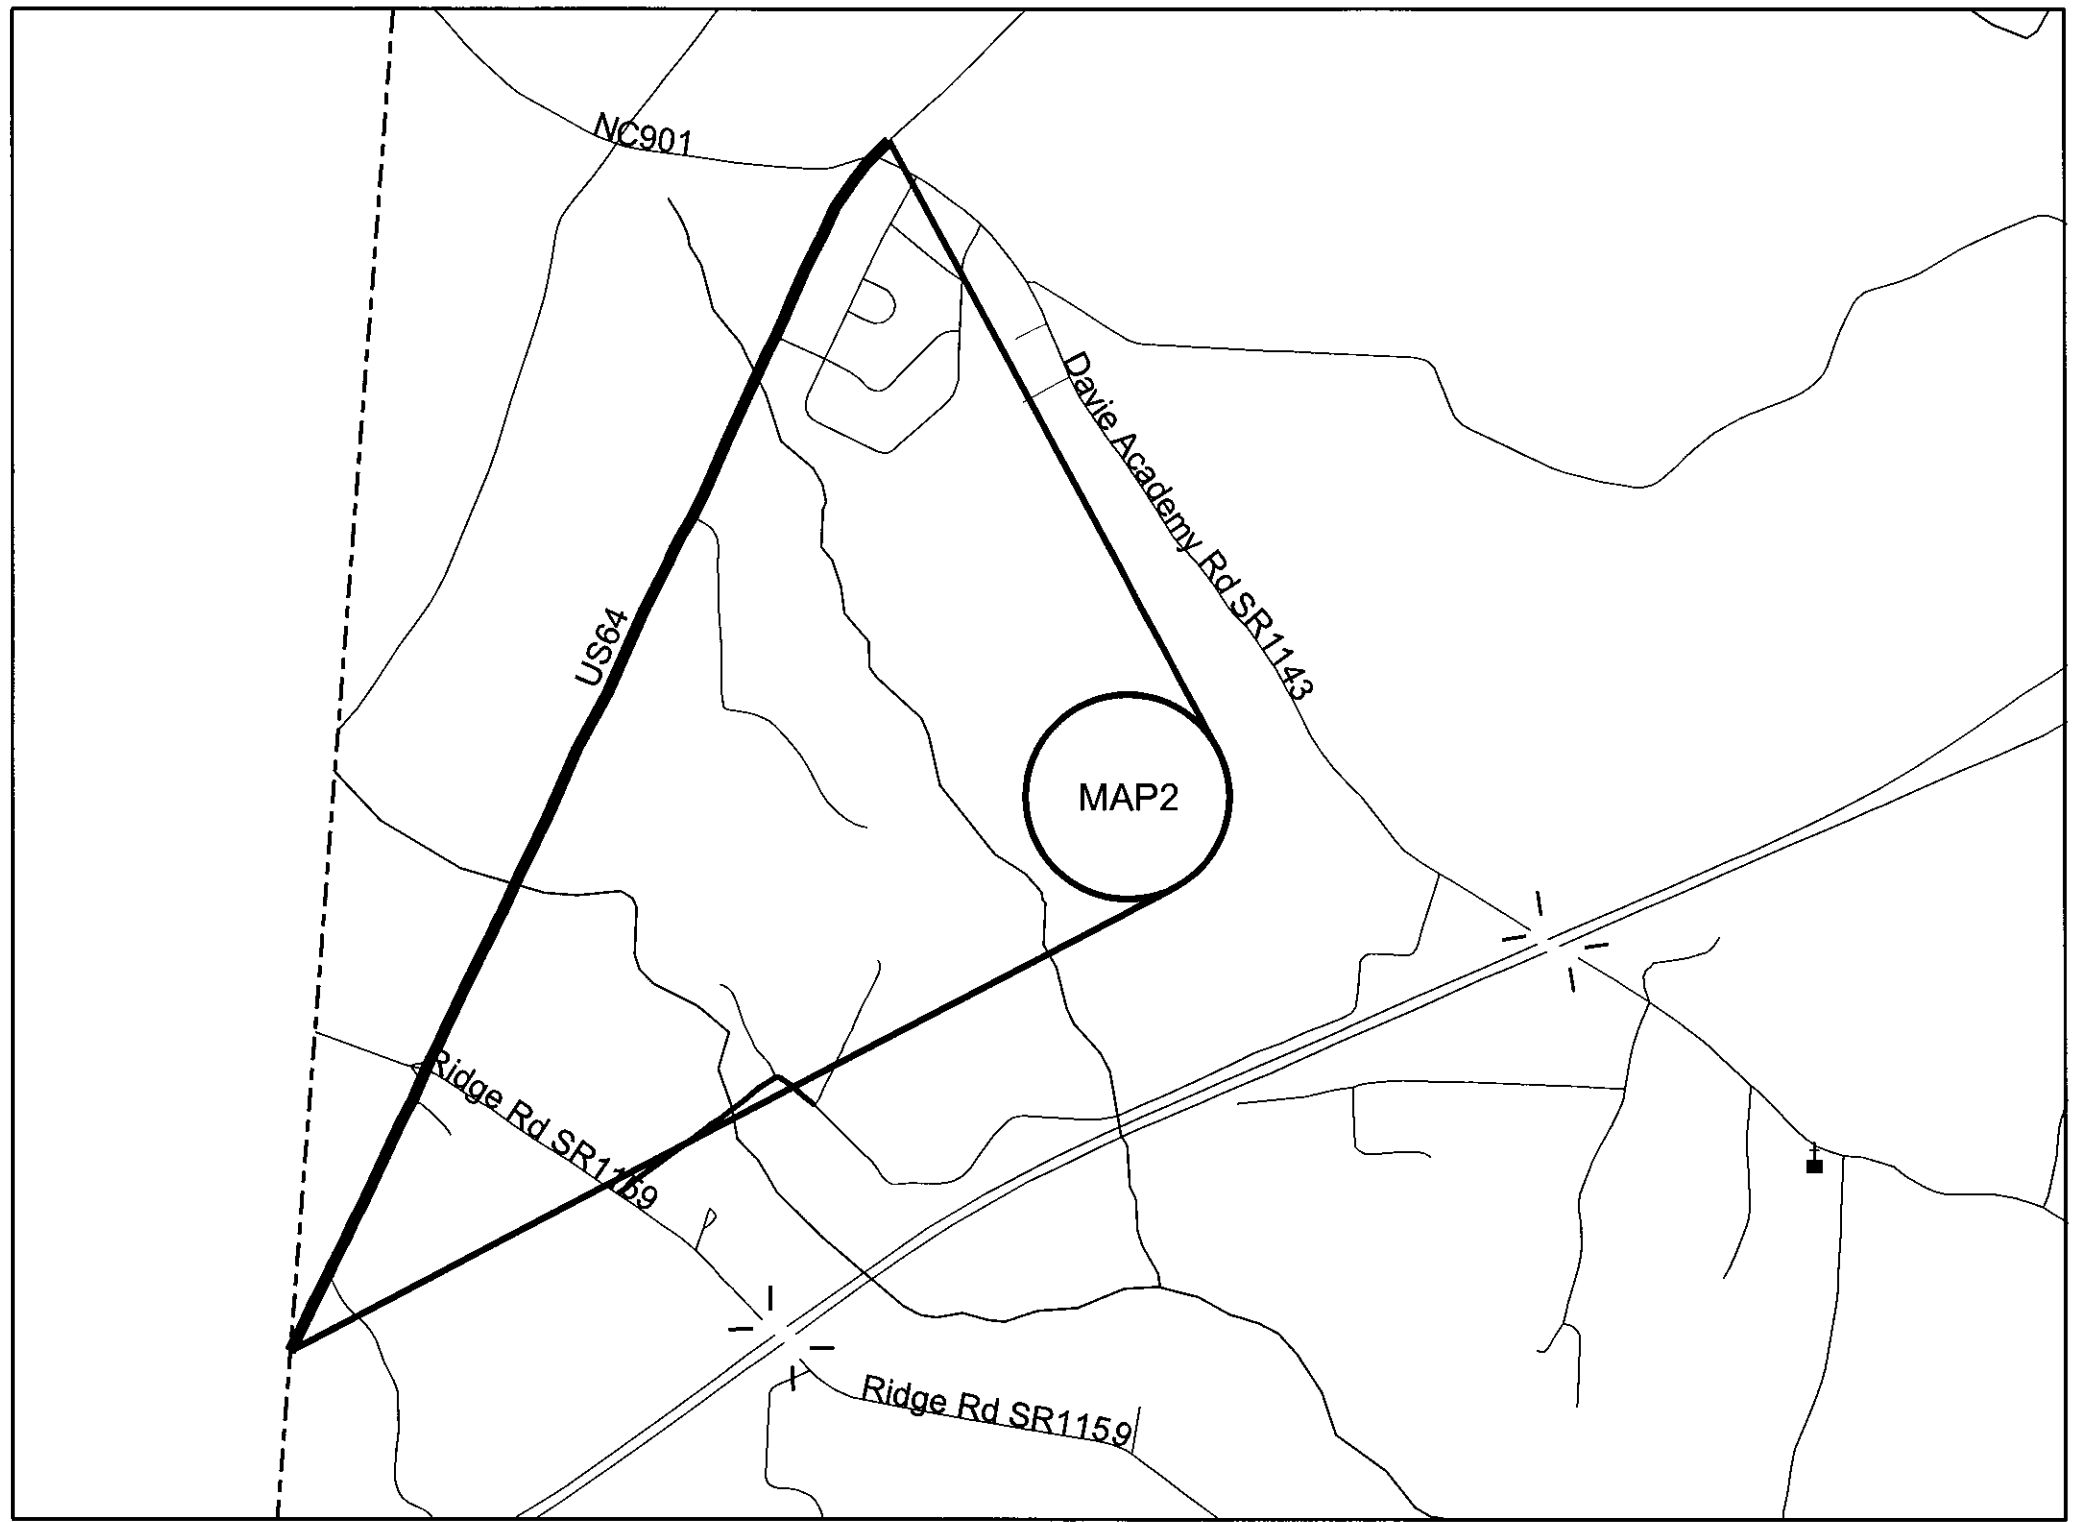 NC901
Davie Academy Rd SR1143
US64
MAP2
Ridge Rd SR1159
Ridge Rd SR1159